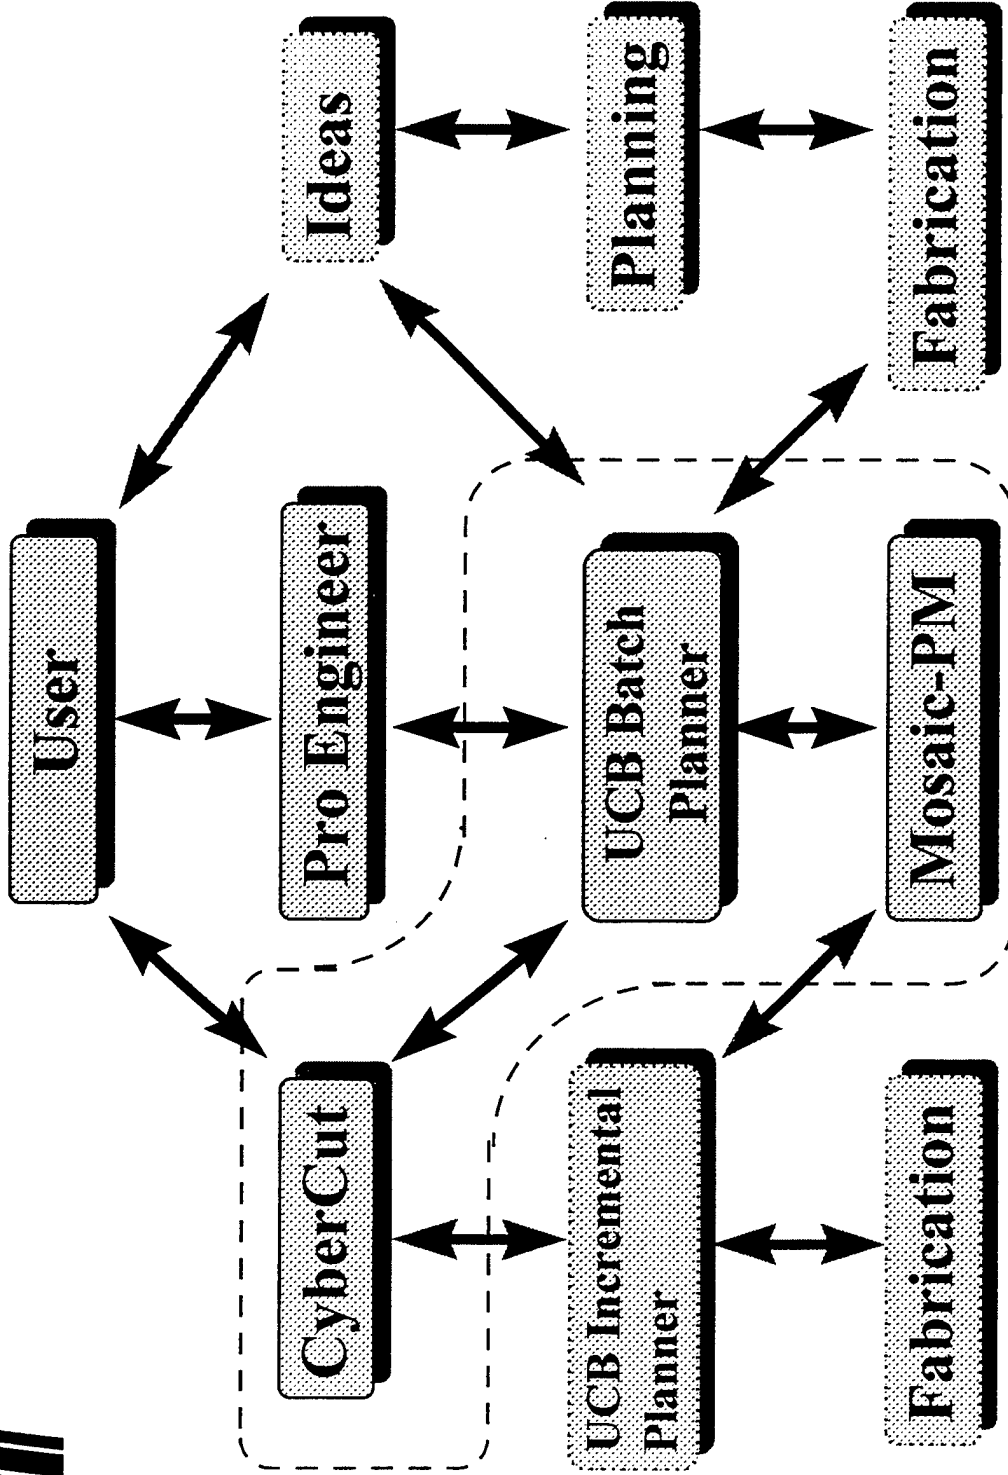 User
CyberCut
Pro Engineer
Ideas
UCB Incremental
Planner
UCB Batch
Planner
Planning
Fabrication
Mosaic-PM
Fabrication